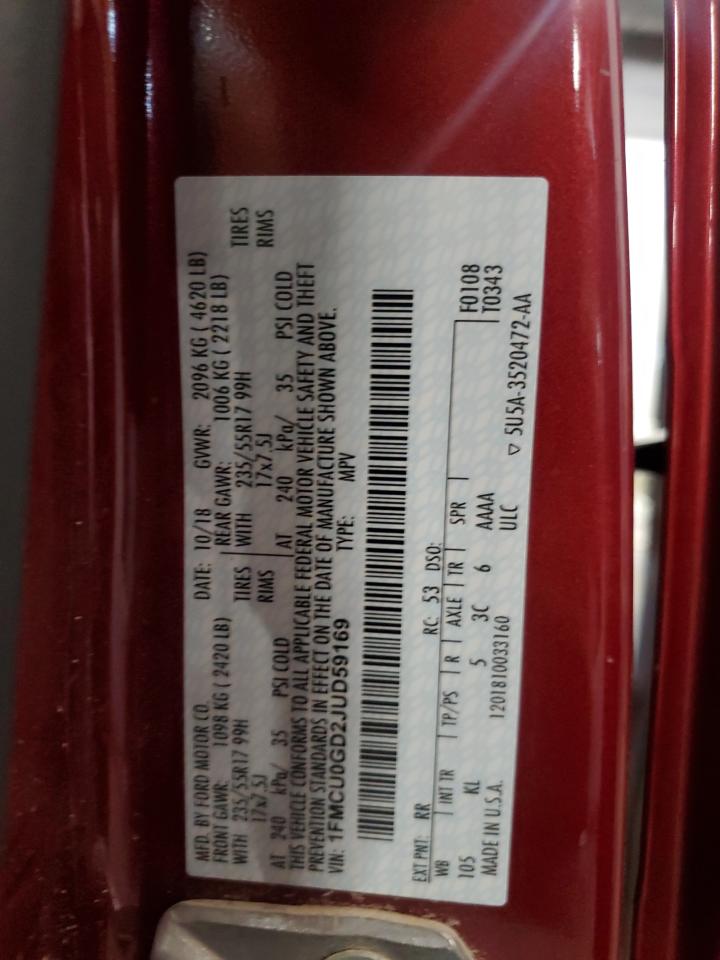 MFD. BY FORD MOTOR CO. DATE: 10/18 GVWR: 2096 KG ( 4620 LB)
FRONT GAWR: 1098 KG ( 2420 LB) REAR GAWR: 1006 KG ( 2218 LB)
WITH 235/55R17 99H TIRES WITH 235/55R17 99H TIRES
17x7.5J RIMS 17x7.5J RIMS
AT 240 kPa/ 35 PSI COLD AT 240 kPa/ 35 PSI COLD
THIS VEHICLE CONFORMS TO ALL APPLICABLE FEDERAL MOTOR VEHICLE SAFETY AND THEFT
PREVENTION STANDARDS IN EFFECT ON THE DATE OF MANUFACTURE SHOWN ABOVE.
VIN: 1FMCU0GD2JUD59169 TYPE: MPV
EXT PNT: RR RC: 53 DSO:
WB INT TR TP/PS R AXLE TR SPR F0108
105 KL 5 3C 6 AAAA T0343
MADE IN U.S.A. 1201810033160 ULC ▽ 5U5A-3520472-AA